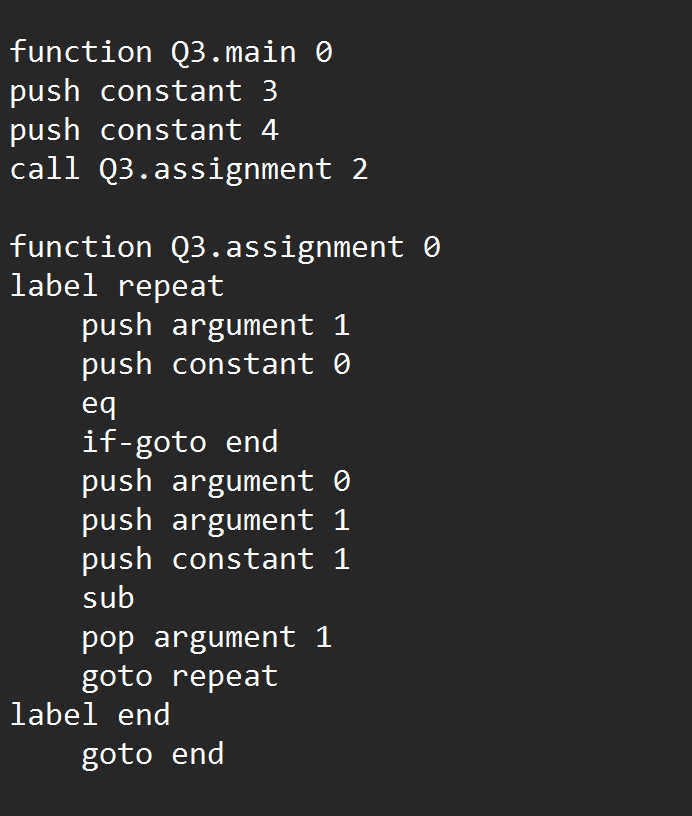 function Q3.main 0
push constant 3
push constant 4
call Q3.assignment 2
function Q3.assignment 0
label repeat
push argument 1
push constant 0
eq
if-goto end
push argument 0
push argument 1
push constant 1
sub
pop argument 1
goto repeat
label end
goto end